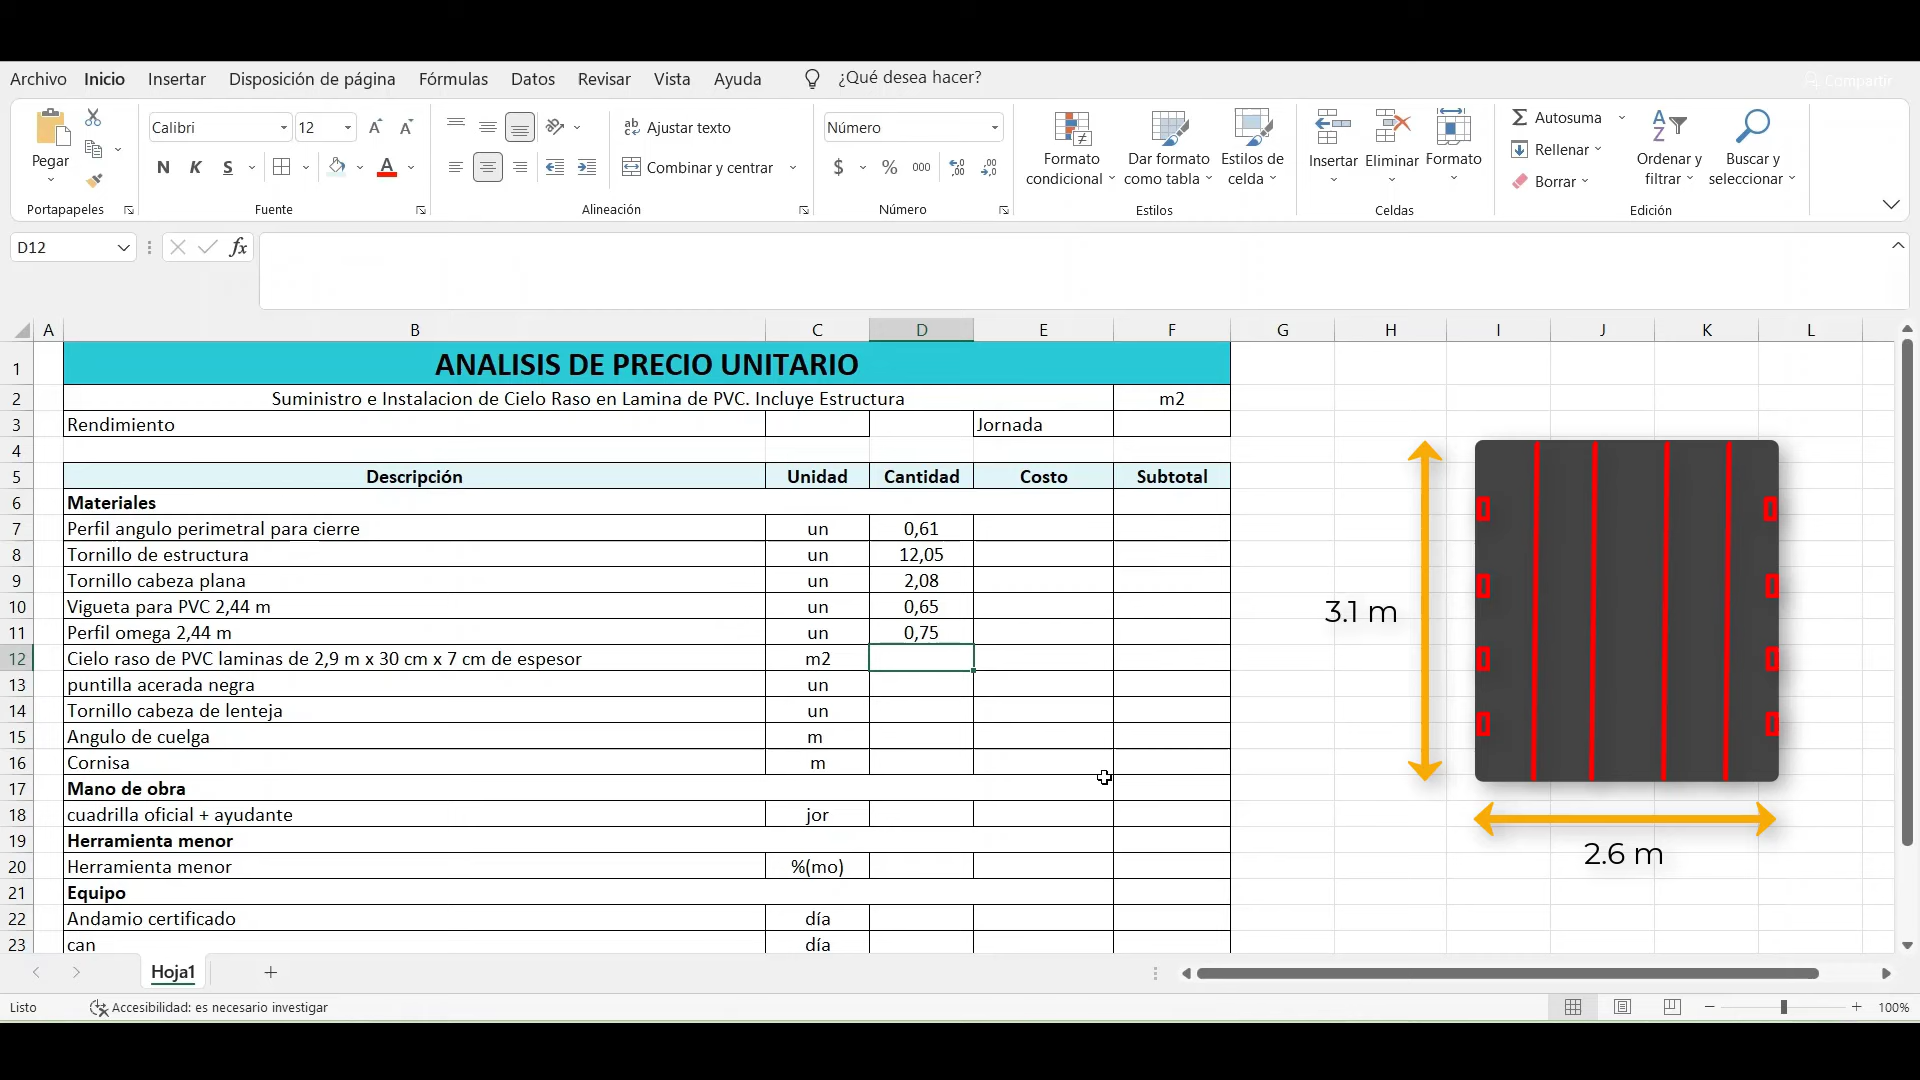 Archivo Inicio Insertar Disposición de página Fórmulas Datos Revisar Vista Ayuda ¿Qué desea hacer? Compartir
Pegar
Portapapeles
Calibri 12
N K S
Fuente
Ajustar texto
Combinar y centrar
Alineación
Número
$ % 000
Número
Formato condicional
Dar formato como tabla
Estilos de celda
Estilos
Insertar
Eliminar
Formato
Celdas
Autosuma
Rellenar
Borrar
Ordenar y filtrar
Buscar y seleccionar
Edición
D12 fx
A B C D E F G H I J K L
1 ANALISIS DE PRECIO UNITARIO
2 Suministro e Instalacion de Cielo Raso en Lamina de PVC. Incluye Estructura m2
3 Rendimiento Jornada
4
5 Descripción Unidad Cantidad Costo Subtotal
6 Materiales
7 Perfil angulo perimetral para cierre un 0,61
8 Tornillo de estructura un 12,05
9 Tornillo cabeza plana un 2,08
10 Vigueta para PVC 2,44 m un 0,65
11 Perfil omega 2,44 m un 0,75
12 Cielo raso de PVC laminas de 2,9 m x 30 cm x 7 cm de espesor m2
13 puntilla acerada negra un
14 Tornillo cabeza de lenteja un
15 Angulo de cuelga m
16 Cornisa m
17 Mano de obra
18 cuadrilla oficial + ayudante jor
19 Herramienta menor
20 Herramienta menor %(mo)
21 Equipo
22 Andamio certificado día
23 can día
3.1 m
2.6 m
Hoja1
Listo Accesibilidad: es necesario investigar 100%